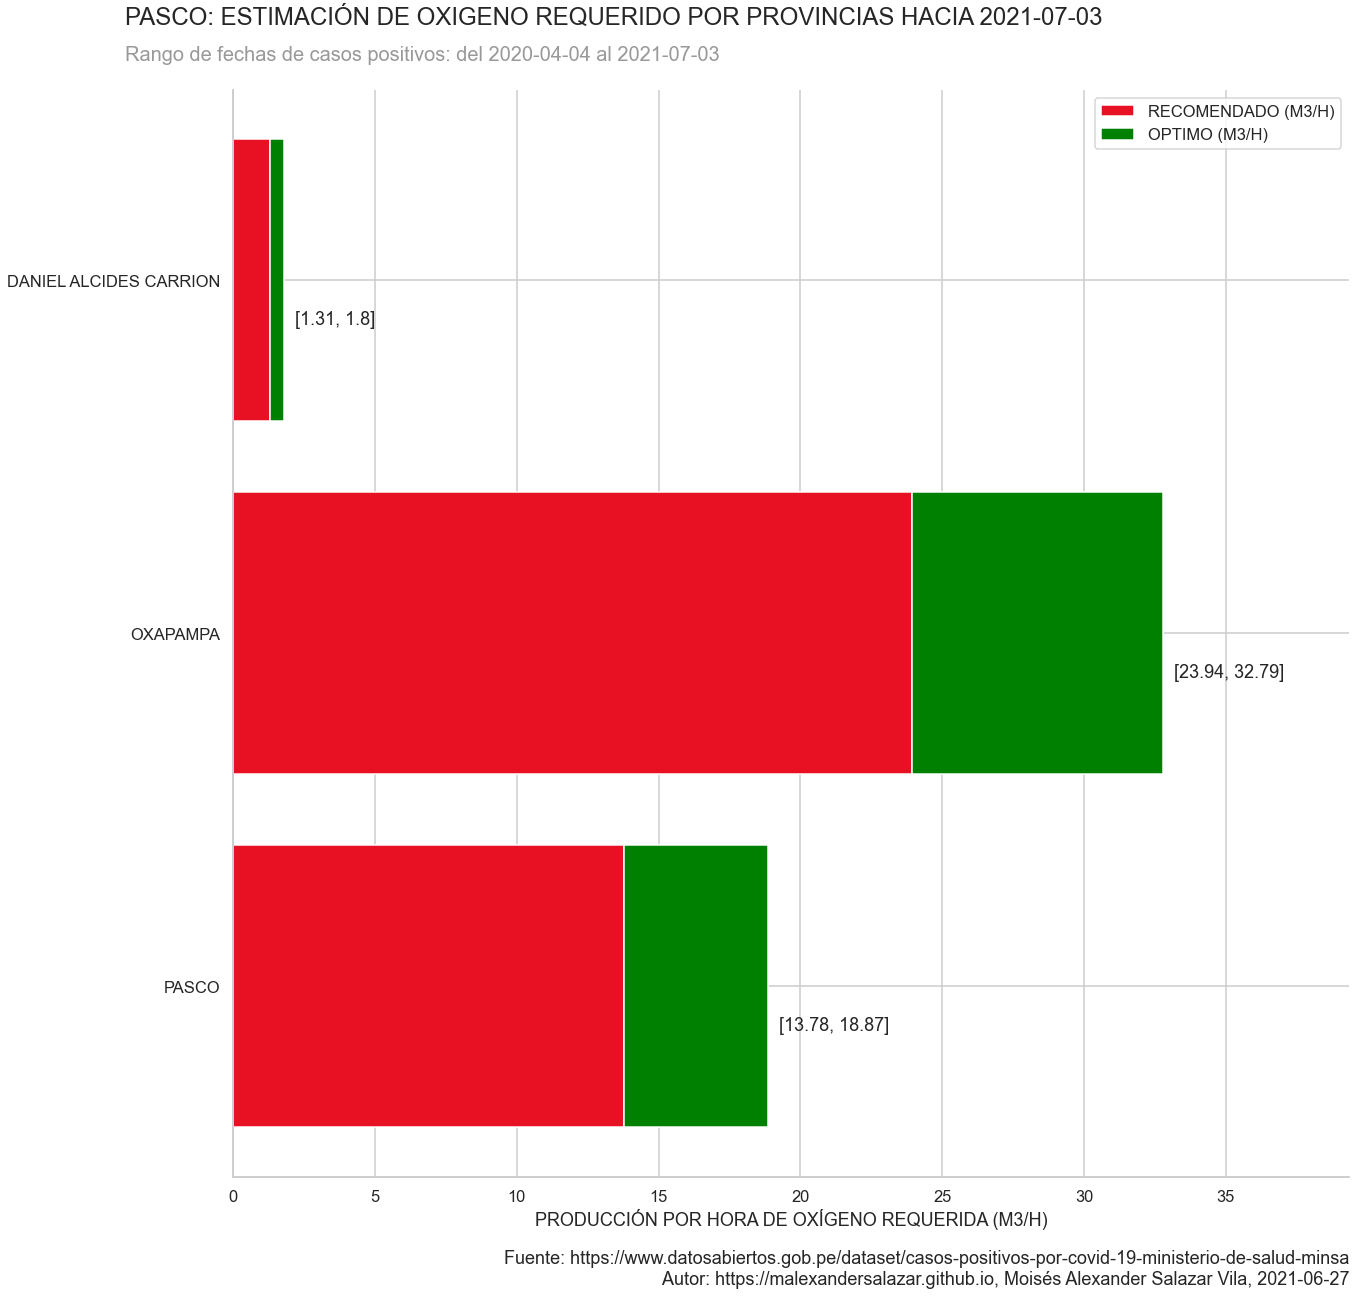 PASCO: ESTIMACIÓN DE OXIGENO REQUERIDO POR PROVINCIAS HACIA 2021-07-03
Rango de fechas de casos positivos: del 2020-04-04 al 2021-07-03
RECOMENDADO (M3/H)
OPTIMO (M3/H)
DANIEL ALCIDES CARRION
[1.31, 1.8]
OXAPAMPA
[23.94, 32.79]
PASCO
[13.78, 18.87]
0 5 10 15 20 25 30 35
PRODUCCIÓN POR HORA DE OXÍGENO REQUERIDA (M3/H)
Fuente: https://www.datosabiertos.gob.pe/dataset/casos-positivos-por-covid-19-ministerio-de-salud-minsa
Autor: https://malexandersalazar.github.io, Moisés Alexander Salazar Vila, 2021-06-27